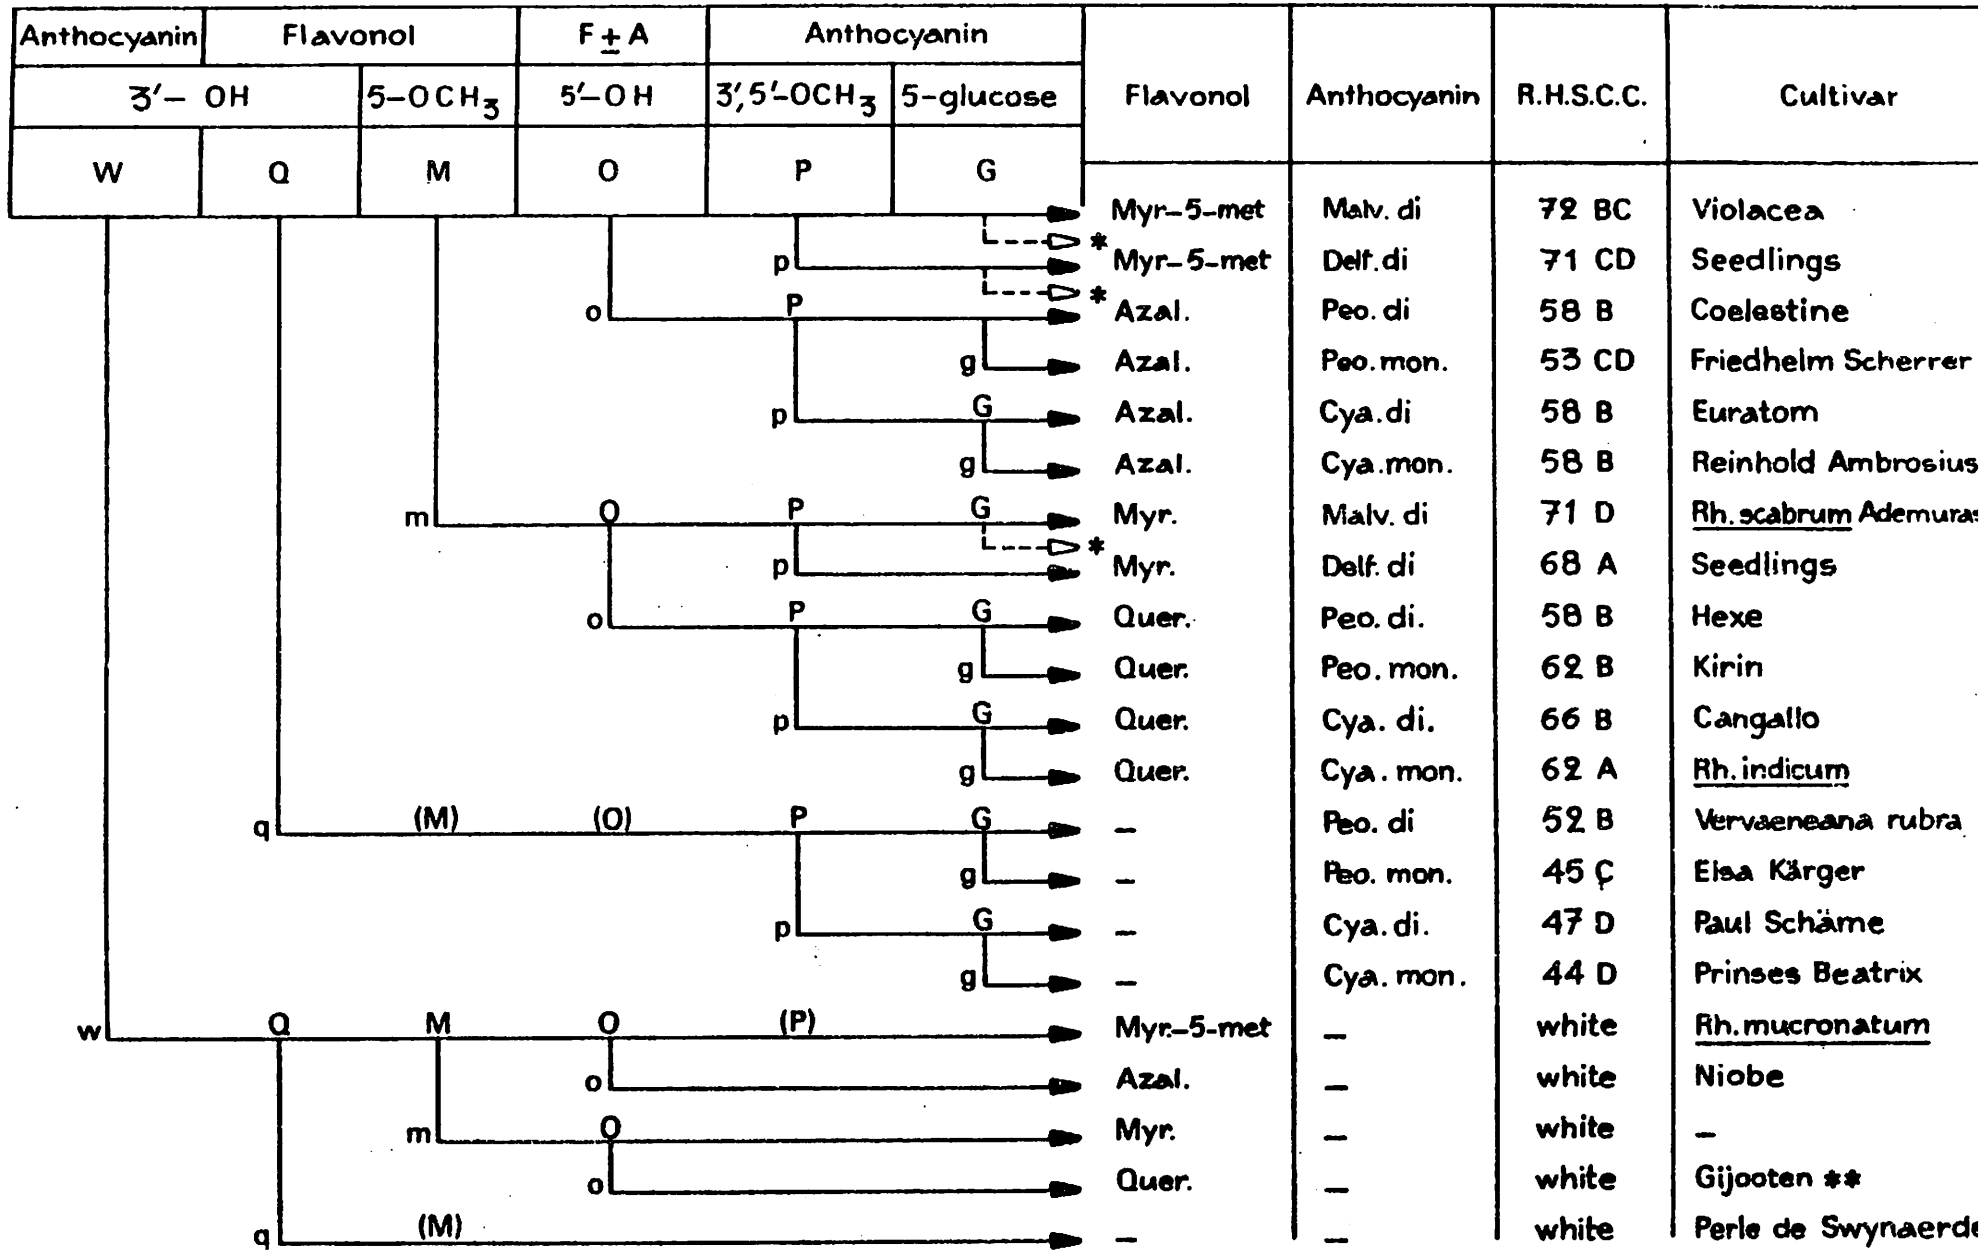 Anthocyanin Flavonol F ± A Anthocyanin
3'- OH 5-OCH3 5'-OH 3',5'-OCH3 5-glucose Flavonol Anthocyanin R.H.S.C.C. Cultivar
W Q M O P G
Myr-5-met Malv. di 72 BC Violacea
*
p Myr-5-met Delf. di 71 CD Seedlings
*
o P Azal. Peo. di 58 B Coelestine
g Azal. Peo. mon. 53 CD Friedhelm Scherrer
p G Azal. Cya. di 58 B Euratom
g Azal. Cya. mon. 58 B Reinhold Ambrosius
m O P G Myr. Malv. di 71 D Rh. scabrum Ademuras
*
p Myr. Delf. di 68 A Seedlings
o P G Quer. Peo. di. 58 B Hexe
g Quer. Peo. mon. 62 B Kirin
p G Quer. Cya. di. 66 B Cangallo
g Quer. Cya. mon. 62 A Rh. indicum
q (M) (O) P G – Peo. di 52 B Vervaeneana rubra
g – Peo. mon. 45 C Elsa Kärger
p G – Cya. di. 47 D Paul Schäme
g – Cya. mon. 44 D Prinses Beatrix
w Q M O (P) Myr.-5-met – white Rh. mucronatum
o Azal. – white Niobe
m O Myr. – white –
o Quer. – white Gijooten **
q (M) – – white Perle de Swynaerde